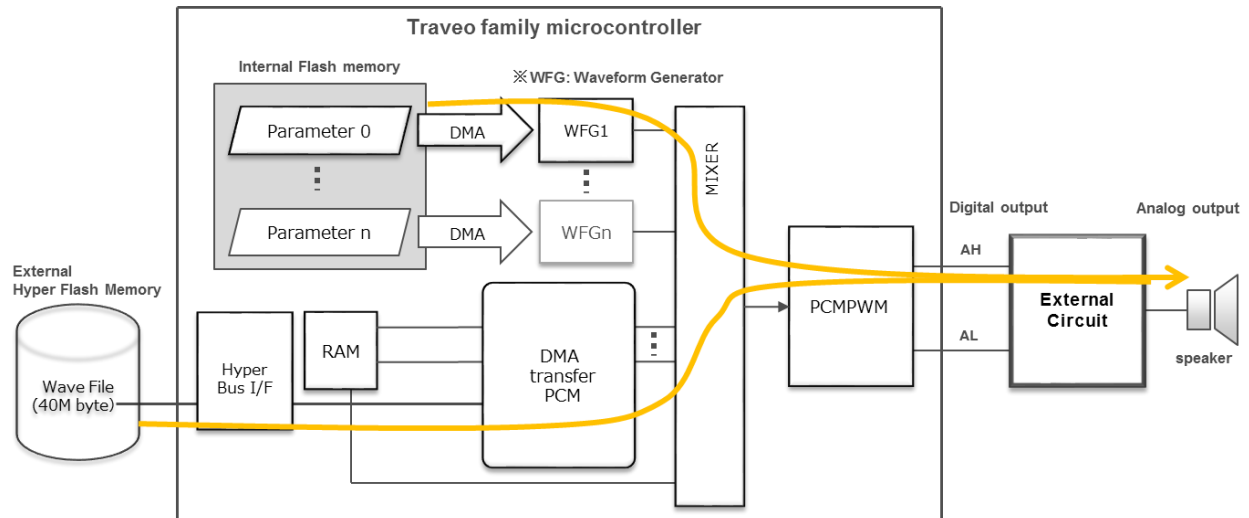 Traveo family microcontroller
Internal Flash memory
※WFG: Waveform Generator
Parameter 0
DMA
WFG1
MIXER
Parameter n
DMA
WFGn
Digital output
Analog output
External
Hyper Flash Memory
AH
PCMPWM
External
Circuit
AL
speaker
Wave File
(40M byte)
Hyper
Bus I/F
RAM
DMA
transfer
PCM